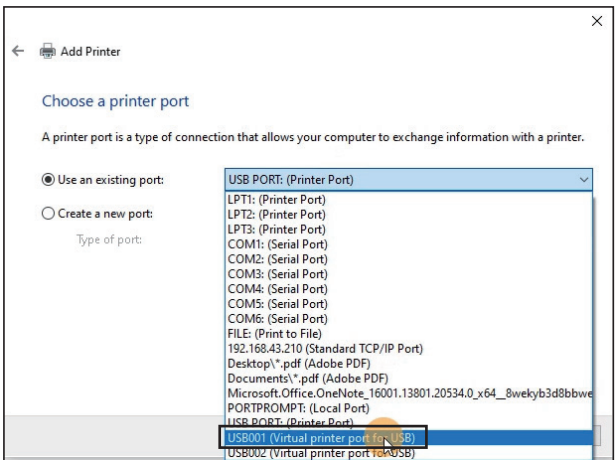 Add Printer
Choose a printer port
A printer port is a type of connection that allows your computer to exchange information with a printer.
Use an existing port: USB PORT: (Printer Port)
Create a new port:
Type of port:
LPT1: (Printer Port)
LPT2: (Printer Port)
LPT3: (Printer Port)
COM1: (Serial Port)
COM2: (Serial Port)
COM3: (Serial Port)
COM4: (Serial Port)
COM5: (Serial Port)
COM6: (Serial Port)
FILE: (Print to File)
192.168.43.210 (Standard TCP/IP Port)
Desktop\*.pdf (Adobe PDF)
Documents\*.pdf (Adobe PDF)
Microsoft.Office.OneNote_16001.13801.20534.0_x64__8wekyb3d8bbwe
PORTPROMPT: (Local Port)
USB PORT: (Printer Port)
USB001 (Virtual printer port for USB)
USB002 (Virtual printer port for USB)